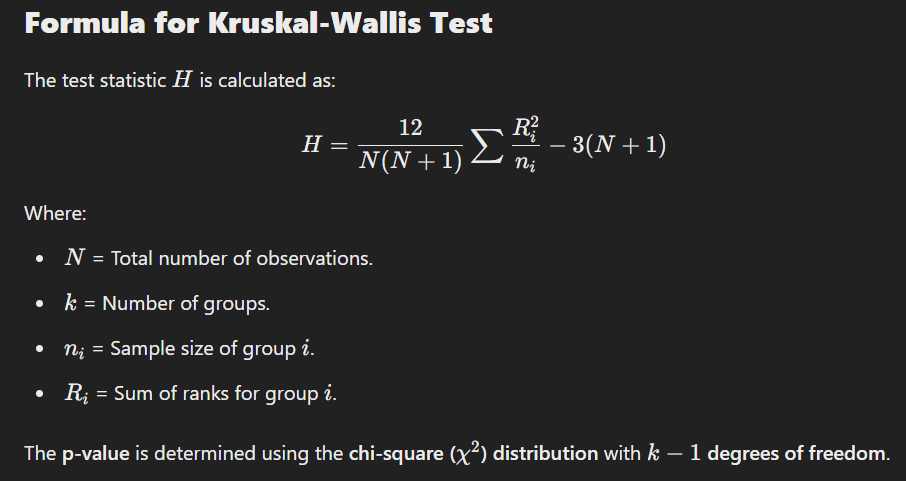 Formula for Kruskal-Wallis Test
The test statistic H is calculated as:
H = \frac{12}{N(N + 1)} \sum \frac{R_i^2}{n_i} − 3(N + 1)
Where:
• N = Total number of observations.
• k = Number of groups.
• n_i = Sample size of group i.
• R_i = Sum of ranks for group i.
The p-value is determined using the chi-square (χ²) distribution with k − 1 degrees of freedom.